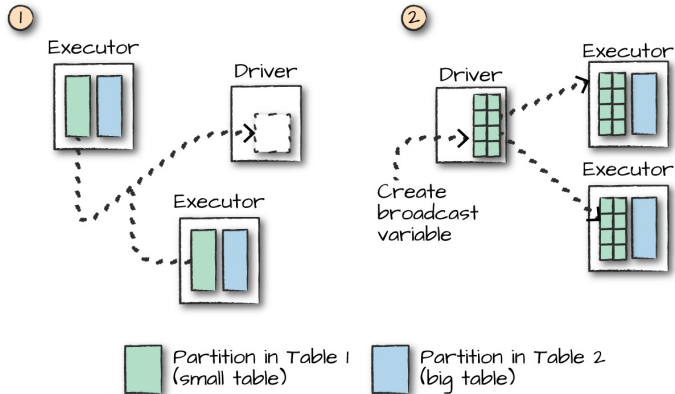 1
Executor
Driver
Executor
2
Driver
Executor
Executor
Create
broadcast
variable
Partition in Table 1
(small table)
Partition in Table 2
(big table)